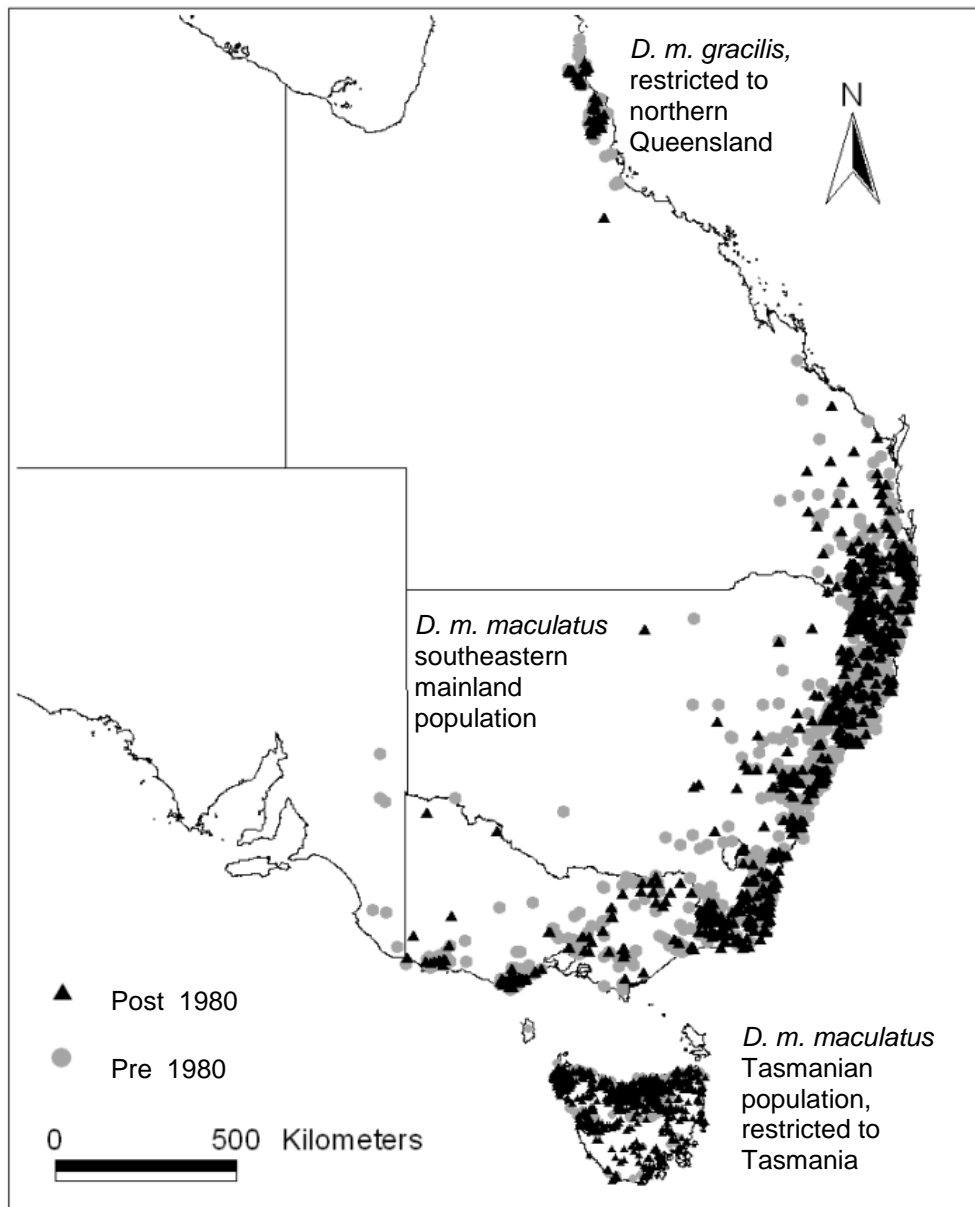 D. m. gracilis,
restricted to
northern
Queensland
N
D. m. maculatus
southeastern
mainland
population
Post 1980
Pre 1980
0 500 Kilometers
D. m. maculatus
Tasmanian
population,
restricted to
Tasmania